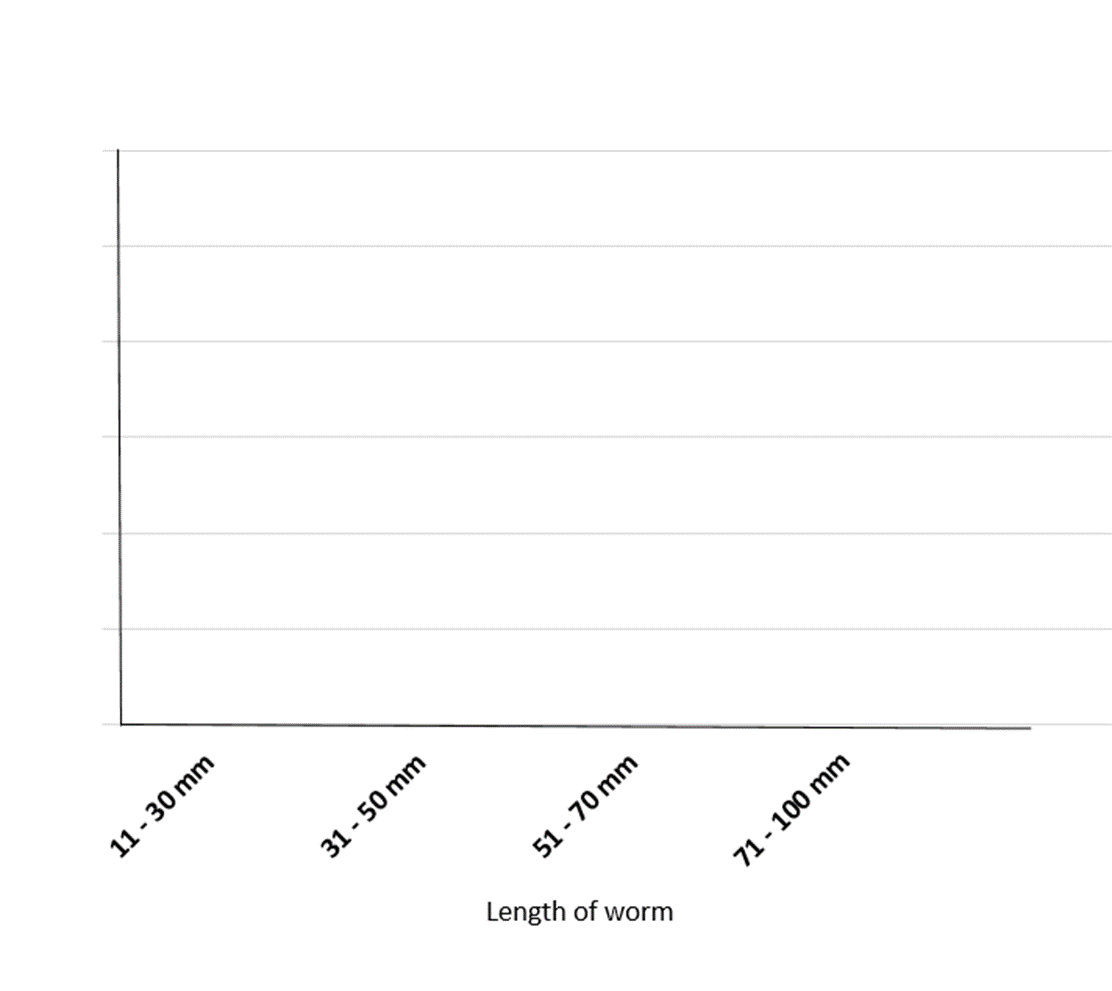 11 - 30 mm
31 - 50 mm
51 - 70 mm
71 - 100 mm
Length of worm